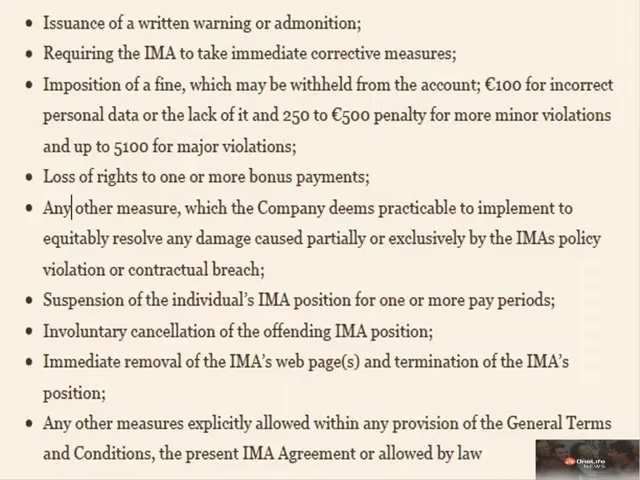 • Issuance of a written warning or admonition;
• Requiring the IMA to take immediate corrective measures;
• Imposition of a fine, which may be withheld from the account; €100 for incorrect
personal data or the lack of it and 250 to €500 penalty for more minor violations
and up to 5100 for major violations;
• Loss of rights to one or more bonus payments;
• Any other measure, which the Company deems practicable to implement to
equitably resolve any damage caused partially or exclusively by the IMAs policy
violation or contractual breach;
• Suspension of the individual's IMA position for one or more pay periods;
• Involuntary cancellation of the offending IMA position;
• Immediate removal of the IMA's web page(s) and termination of the IMA's
position;
• Any other measures explicitly allowed within any provision of the General Terms
and Conditions, the present IMA Agreement or allowed by law
OneLife
NEWS